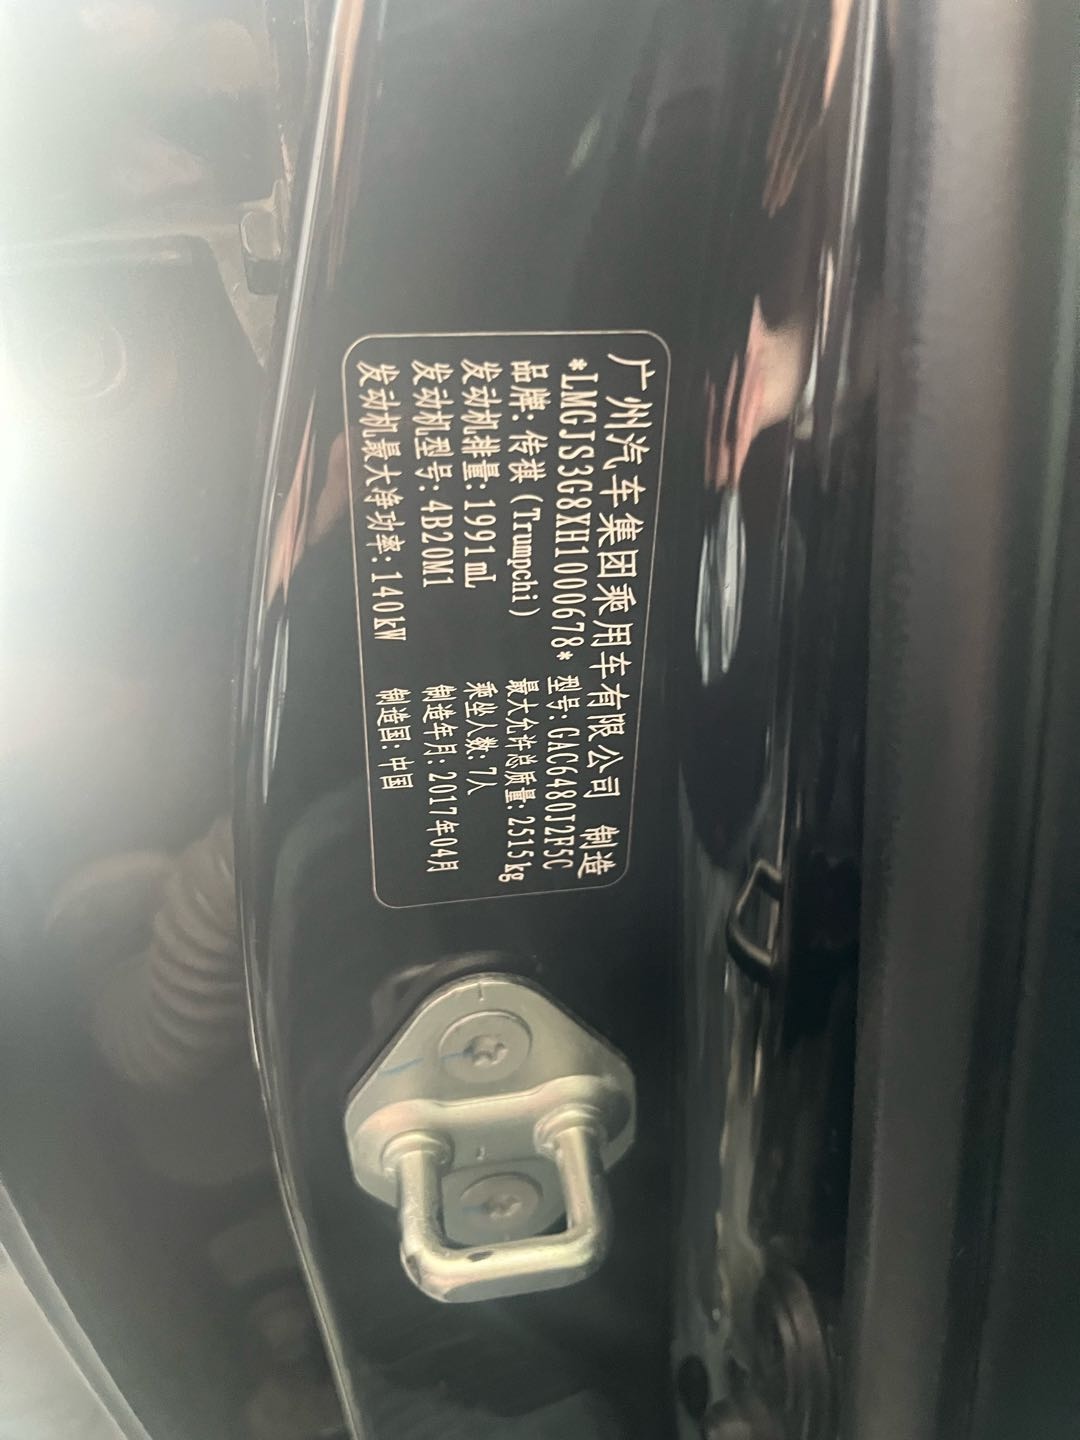 广州汽车集团乘用车有限公司 制造
*LMGJS3G8XH1000678* 型号:GAC6480J2F5C
品牌:传祺(Trumpchi) 最大允许总质量:2515kg
发动机排量:1991mL 乘坐人数:7人
发动机型号:4B20M1 制造年月:2017年04月
发动机最大净功率:140kW 制造国:中国